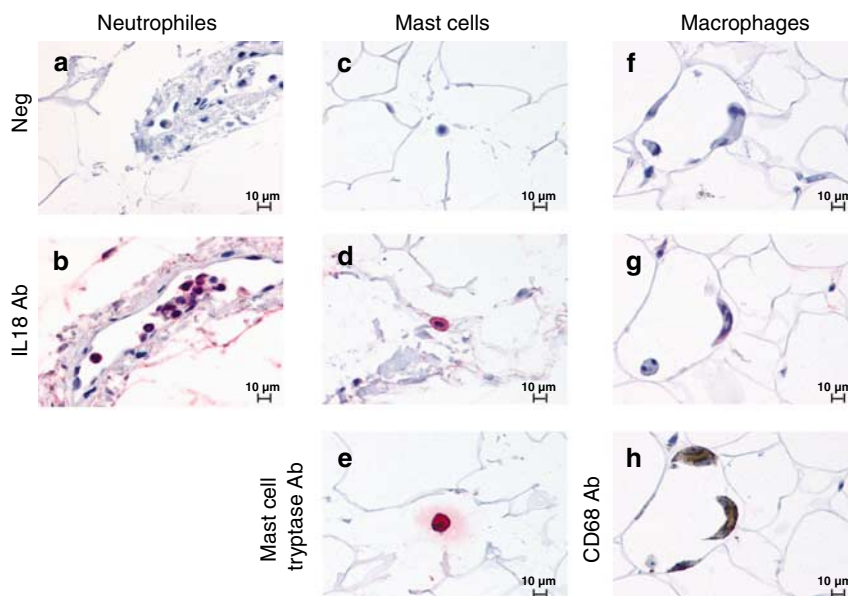 Neutrophiles Mast cells Macrophages
Neg
a
10 µm
c
10 µm
f
10 µm
IL18 Ab
b
10 µm
d
10 µm
g
10 µm
Mast cell
tryptase Ab
e
10 µm
CD68 Ab
h
10 µm